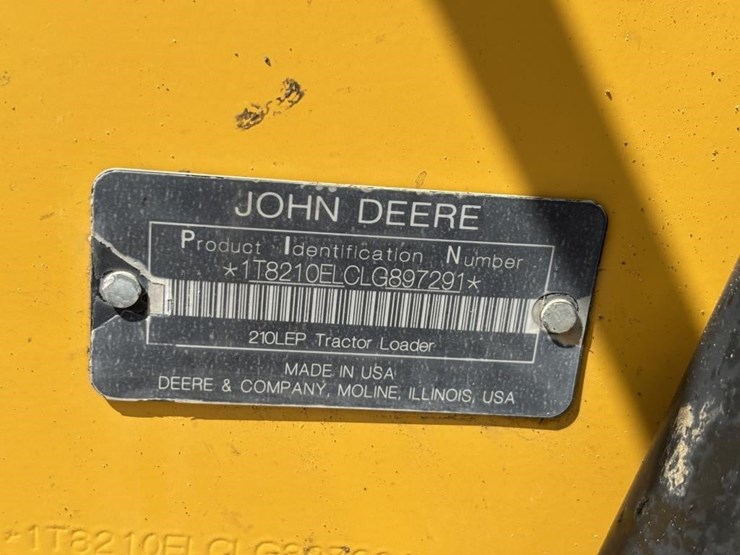 JOHN DEERE
Product Identification Number
*1T8210ELCLG897291*
210LEP Tractor Loader
MADE IN USA
DEERE & COMPANY, MOLINE, ILLINOIS, USA